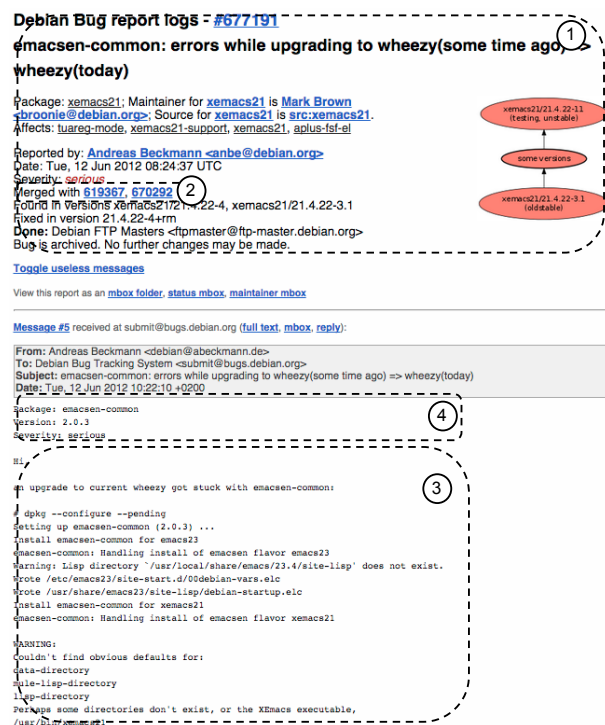 Debian Bug report logs - #677191
emacsen-common: errors while upgrading to wheezy(some time ago) =>
wheezy(today)
1
Package: xemacs21; Maintainer for xemacs21 is Mark Brown
<broonie@debian.org>; Source for xemacs21 is src:xemacs21.
Affects: tuareg-mode, xemacs21-support, xemacs21, aplus-fsf-el
xemacs21/21.4.22-11
(testing, unstable)
some versions
xemacs21/21.4.22-3.1
(oldstable)
Reported by: Andreas Beckmann <anbe@debian.org>
Date: Tue, 12 Jun 2012 08:24:37 UTC
Severity: serious
Merged with 619367, 670292
2
Found in versions xemacs21/21.4.22-4, xemacs21/21.4.22-3.1
Fixed in version 21.4.22-4+rm
Done: Debian FTP Masters <ftpmaster@ftp-master.debian.org>
Bug is archived. No further changes may be made.
Toggle useless messages
View this report as an mbox folder, status mbox, maintainer mbox
Message #5 received at submit@bugs.debian.org (full text, mbox, reply):
From: Andreas Beckmann <debian@abeckmann.de>
To: Debian Bug Tracking System <submit@bugs.debian.org>
Subject: emacsen-common: errors while upgrading to wheezy(some time ago) => wheezy(today)
Date: Tue, 12 Jun 2012 10:22:10 +0200
Package: emacsen-common
Version: 2.0.3
Severity: serious
4
Hi,
an upgrade to current wheezy got stuck with emacsen-common:
3
# dpkg --configure --pending
Setting up emacsen-common (2.0.3) ...
Install emacsen-common for emacs23
emacsen-common: Handling install of emacsen flavor emacs23
Warning: Lisp directory `/usr/local/share/emacs/23.4/site-lisp' does not exist.
Wrote /etc/emacs23/site-start.d/00debian-vars.elc
Wrote /usr/share/emacs23/site-lisp/debian-startup.elc
Install emacsen-common for xemacs21
emacsen-common: Handling install of emacsen flavor xemacs21
WARNING:
Couldn't find obvious defaults for:
data-directory
mule-lisp-directory
lisp-directory
Perhaps some directories don't exist, or the XEmacs executable,
/usr/bin/xemacs21